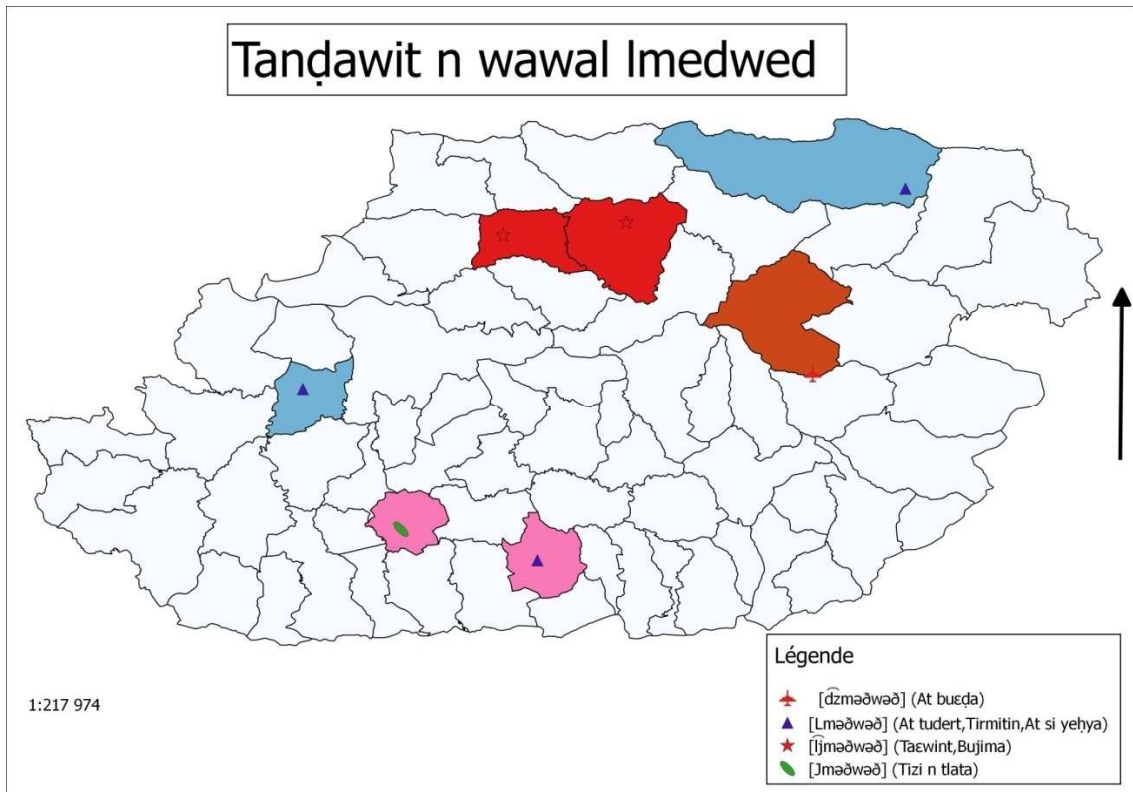 Tanḍawit n wawal lmedwed
Légende
[d͡zməðwəð] (At buɛḍa)
[Lməðwəð] (At tudert,Tirmitin,At si yeḥya)
[l͡jməðwəð] (Taɛwint,Bujima)
[Jməðwəð] (Tizi n tlata)
1:217 974